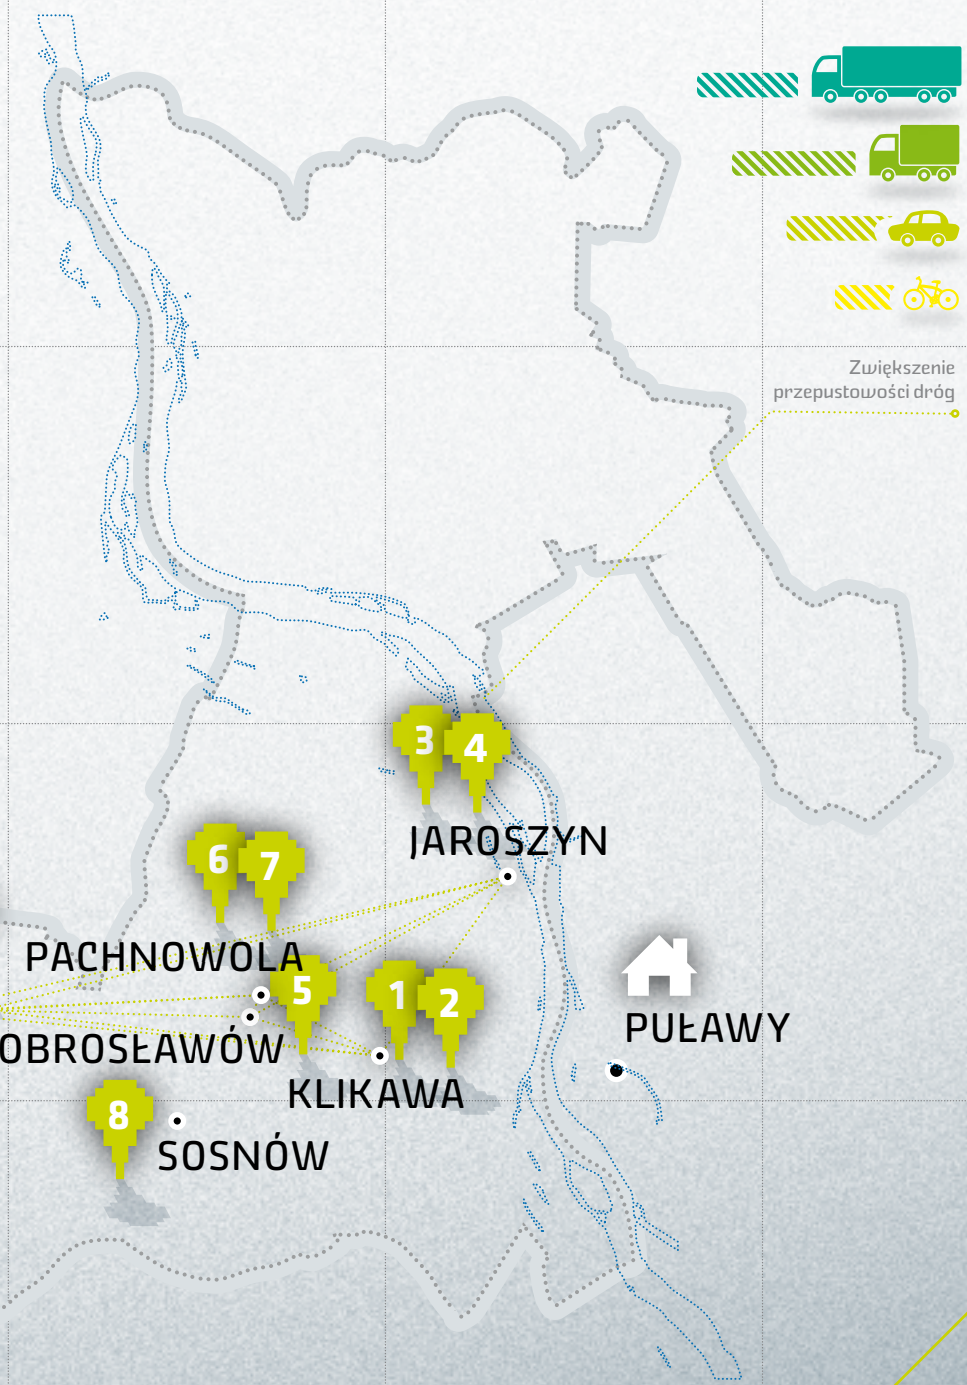 Zwiększenie
przepustowości dróg
3
4
JAROSZYN
6
7
PACHNOWOLA
5
1
2
PUŁAWY
OBROSŁAWÓW
KLIKAWA
8
SOSNÓW